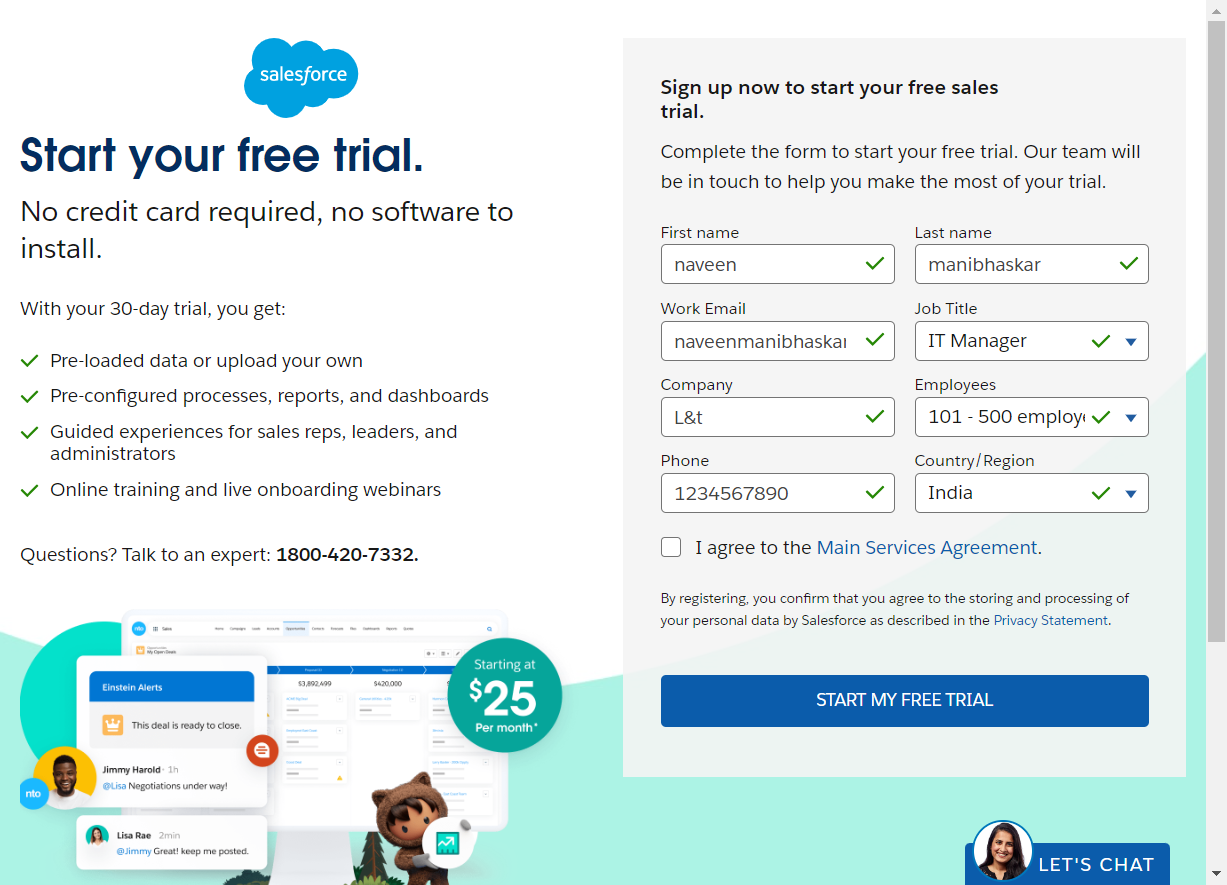 salesforce
Start your free trial.
No credit card required, no software to
install.
With your 30-day trial, you get:
Pre-loaded data or upload your own
Pre-configured processes, reports, and dashboards
Guided experiences for sales reps, leaders, and
administrators
Online training and live onboarding webinars
Questions? Talk to an expert: 1800-420-7332.
nto
Sales
My Open Deals
$3,892,499
$420,000
Einstein Alerts
This deal is ready to close.
Jimmy Harold · 1h
@Lisa Negotiations under way!
nto
Lisa Rae 2min
@Jimmy Great! keep me posted.
Starting at
$25
Per month*
Sign up now to start your free sales
trial.
Complete the form to start your free trial. Our team will
be in touch to help you make the most of your trial.
First name
Last name
naveen
manibhaskar
Work Email
Job Title
naveenmanibhaskar
IT Manager
Company
Employees
L&t
101 - 500 employe
Phone
Country/Region
1234567890
India
I agree to the Main Services Agreement.
By registering, you confirm that you agree to the storing and processing of
your personal data by Salesforce as described in the Privacy Statement.
START MY FREE TRIAL
LET'S CHAT